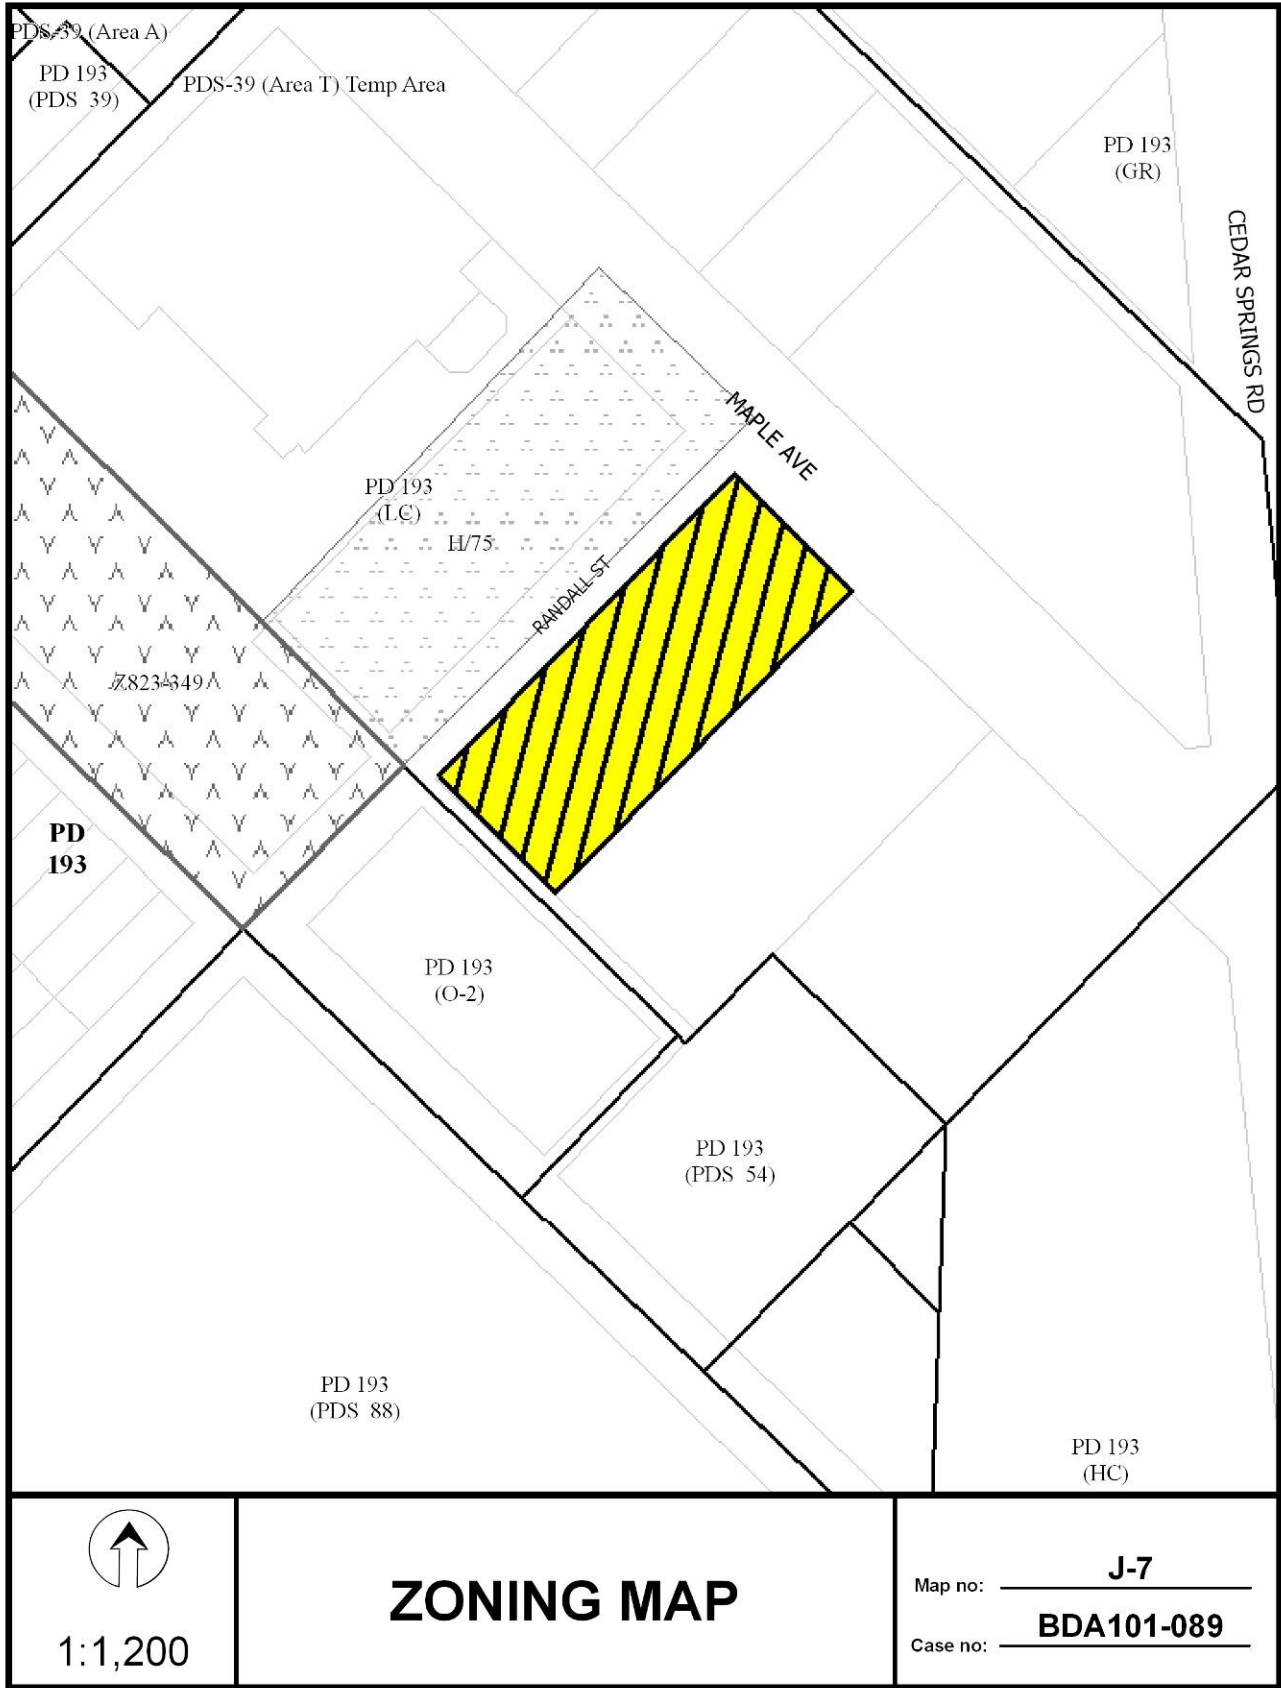 PDS-39 (Area A)
PD 193
(PDS 39)
PDS-39 (Area T) Temp Area
PD 193
(GR)
CEDAR SPRINGS RD
MAPLE AVE
PD 193
(LC)
H/75
RANDALL ST
Z823-349
PD
193
PD 193
(O-2)
PD 193
(PDS 54)
PD 193
(PDS 88)
PD 193
(HC)
1:1,200
ZONING MAP
Map no: J-7
Case no: BDA101-089